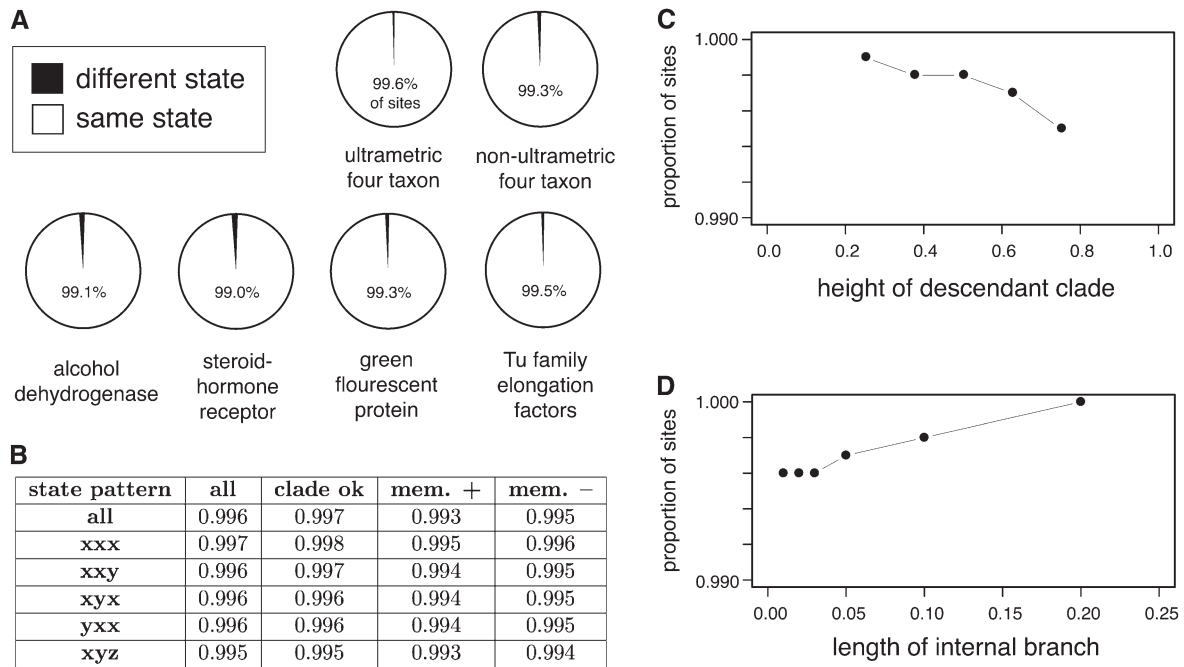 A
different state
same state
99.6%
of sites
99.3%
ultrametric
four taxon
non-ultrametric
four taxon
99.1%
99.0%
99.3%
99.5%
alcohol
dehydrogenase
steroid-
hormone
receptor
green
flourescent
protein
Tu family
elongation
factors
B
state pattern all clade ok mem. + mem. −
all 0.996 0.997 0.993 0.995
xxx 0.997 0.998 0.995 0.996
xxy 0.996 0.997 0.994 0.995
xyx 0.996 0.996 0.994 0.995
yxx 0.996 0.996 0.994 0.995
xyz 0.995 0.995 0.993 0.994
C
proportion of sites
1.000
0.990
0.0 0.2 0.4 0.6 0.8 1.0
height of descendant clade
D
proportion of sites
1.000
0.990
0.00 0.05 0.10 0.15 0.20 0.25
length of internal branch